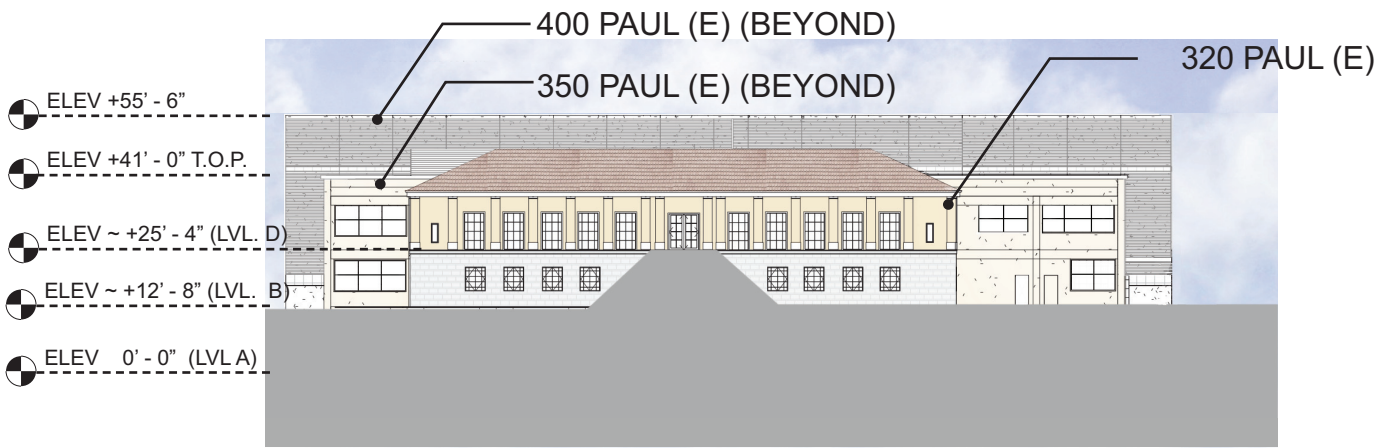 400 PAUL (E) (BEYOND)
320 PAUL (E)
350 PAUL (E) (BEYOND)
ELEV +55’ - 6”
ELEV +41’ - 0” T.O.P.
ELEV ~ +25’ - 4” (LVL. D)
ELEV ~ +12’ - 8” (LVL. B)
ELEV 0’ - 0” (LVL A)